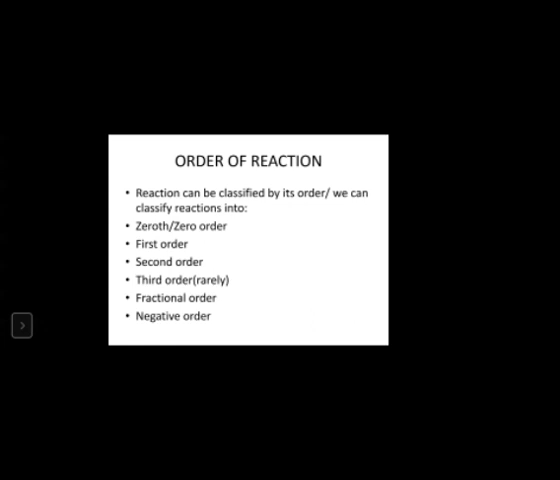 ORDER OF REACTION
• Reaction can be classified by its order/ we can
classify reactions into:
• Zeroth/Zero order
• First order
• Second order
• Third order(rarely)
• Fractional order
• Negative order